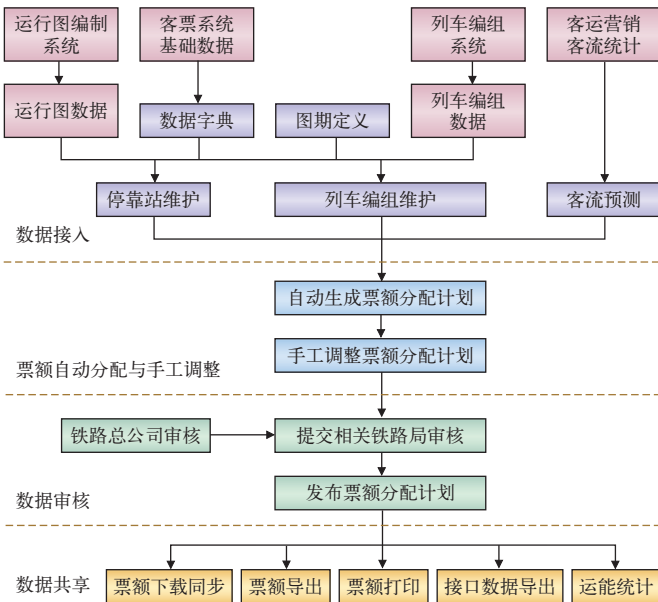 运行图编制
系统
客票系统
基础数据
列车编组
系统
客运营销
客流统计
运行图数据
数据字典
图期定义
列车编组
数据
停靠站维护
列车编组维护
客流预测
数据接入
自动生成票额分配计划
手工调整票额分配计划
票额自动分配与手工调整
铁路总公司审核
提交相关铁路局审核
发布票额分配计划
数据审核
数据共享
票额下载同步
票额导出
票额打印
接口数据导出
运能统计